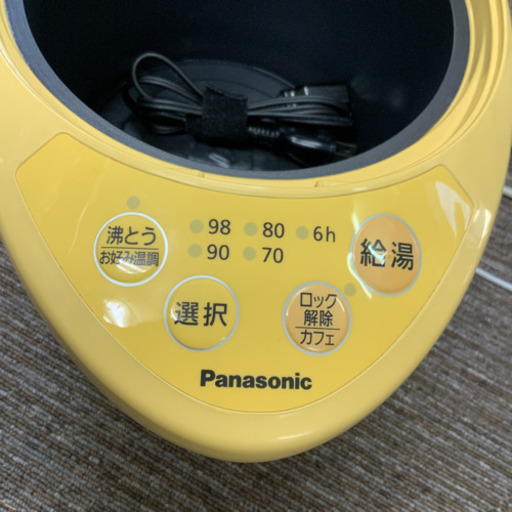 沸とう
お好み温調
98 80 6h
90 70
給湯
選択
ロック
解除
カフェ
Panasonic